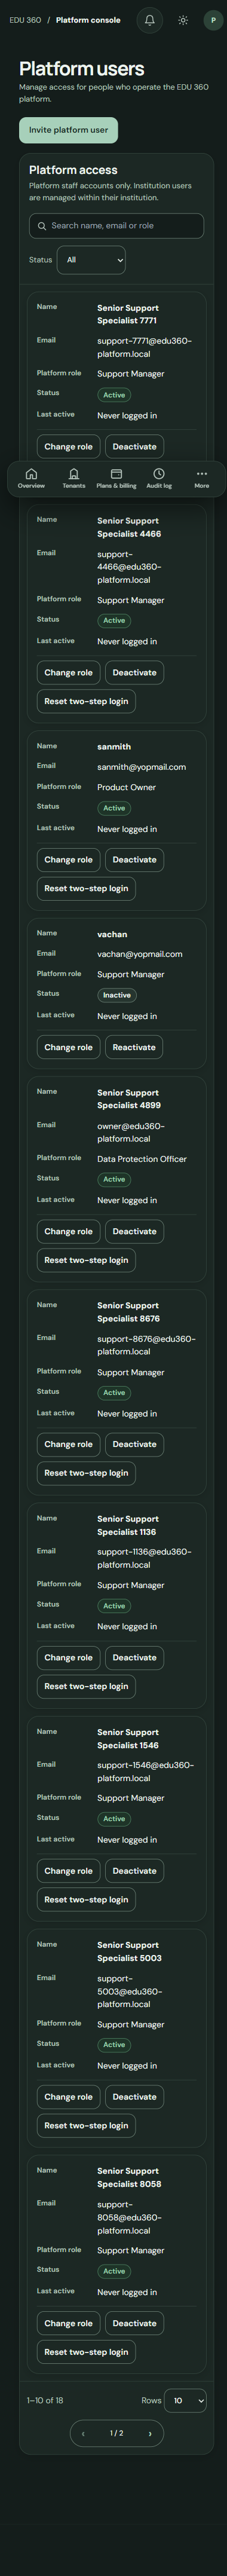 EDU 360 / Platform console P
Platform users
Manage access for people who operate the EDU 360
platform.
Invite platform user
Platform access
Platform staff accounts only. Institution users
are managed within their institution.
Search name, email or role
Status All
Name Senior Support
Specialist 7771
Email support-7771@edu360-
platform.local
Platform role Support Manager
Status Active
Last active Never logged in
Change role Deactivate
Overview Tenants Plans & billing Audit log More
Name Senior Support
Specialist 4466
Email support-
4466@edu360-
platform.local
Platform role Support Manager
Status Active
Last active Never logged in
Change role Deactivate
Reset two-step login
Name sanmith
Email sanmith@yopmail.com
Platform role Product Owner
Status Active
Last active Never logged in
Change role Deactivate
Reset two-step login
Name vachan
Email vachan@yopmail.com
Platform role Support Manager
Status Inactive
Last active Never logged in
Change role Reactivate
Name Senior Support
Specialist 4899
Email owner@edu360-
platform.local
Platform role Data Protection Officer
Status Active
Last active Never logged in
Change role Deactivate
Reset two-step login
Name Senior Support
Specialist 8676
Email support-8676@edu360-
platform.local
Platform role Support Manager
Status Active
Last active Never logged in
Change role Deactivate
Reset two-step login
Name Senior Support
Specialist 1136
Email support-1136@edu360-
platform.local
Platform role Support Manager
Status Active
Last active Never logged in
Change role Deactivate
Reset two-step login
Name Senior Support
Specialist 1546
Email support-1546@edu360-
platform.local
Platform role Support Manager
Status Active
Last active Never logged in
Change role Deactivate
Reset two-step login
Name Senior Support
Specialist 5003
Email support-
5003@edu360-
platform.local
Platform role Support Manager
Status Active
Last active Never logged in
Change role Deactivate
Reset two-step login
Name Senior Support
Specialist 8058
Email support-
8058@edu360-
platform.local
Platform role Support Manager
Status Active
Last active Never logged in
Change role Deactivate
Reset two-step login
1–10 of 18 Rows 10
‹ 1 / 2 ›